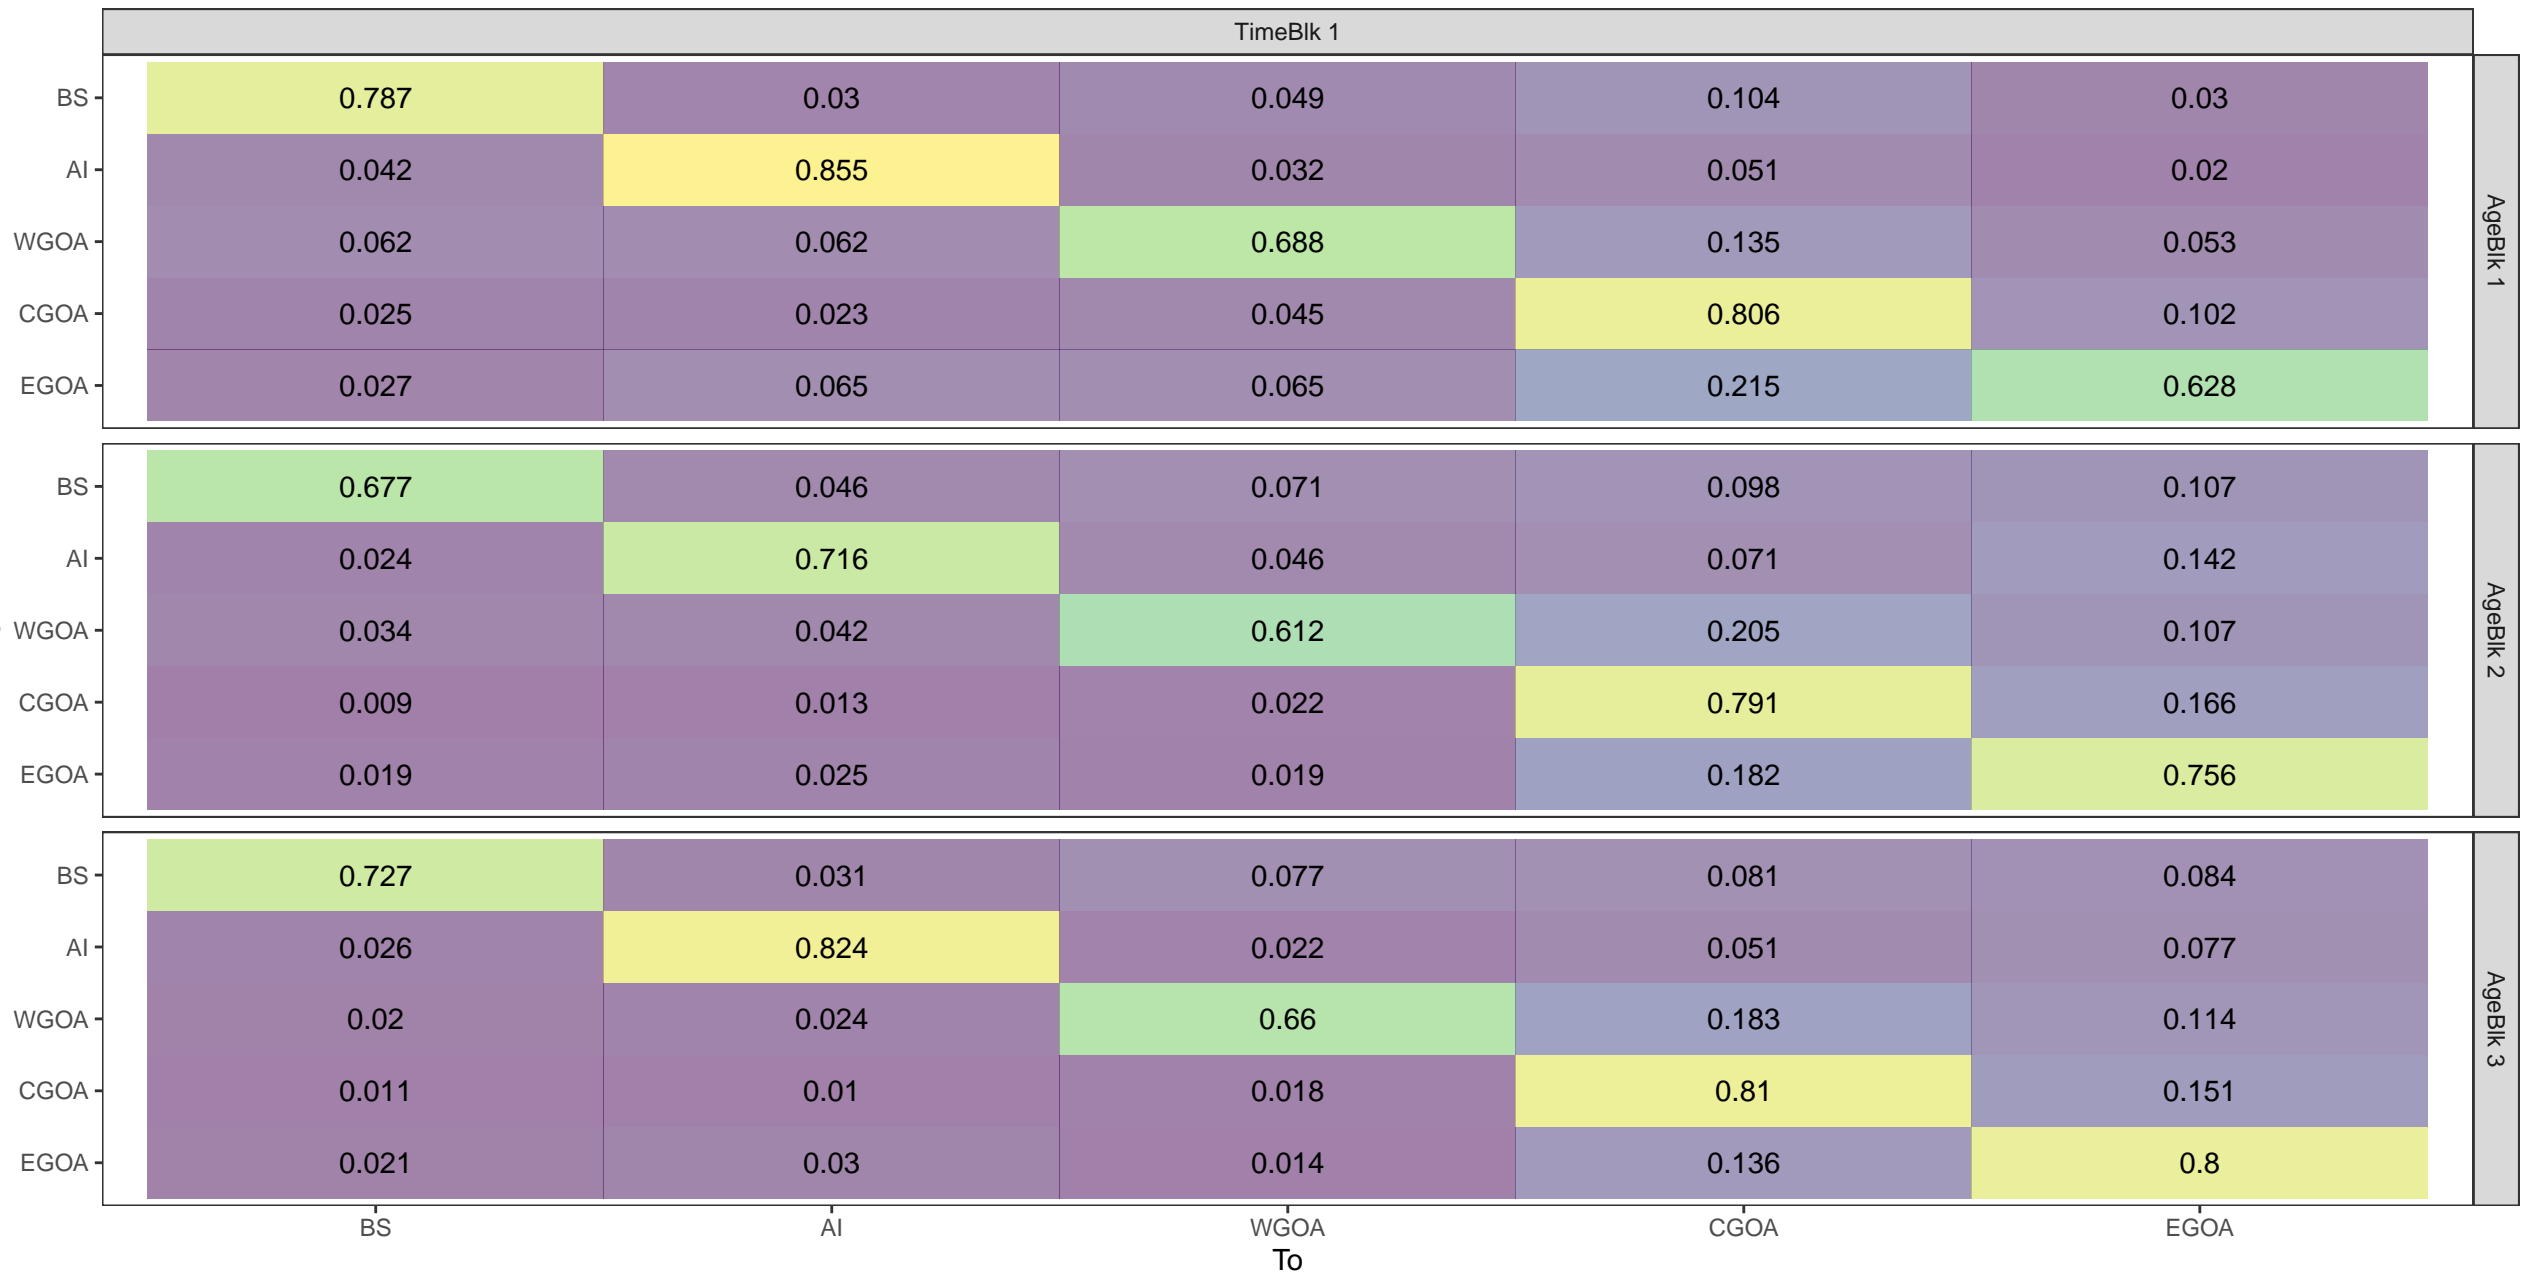 TimeBlk 1
BS 0.787 0.03 0.049 0.104 0.03
AI 0.042 0.855 0.032 0.051 0.02
WGOA 0.062 0.062 0.688 0.135 0.053
CGOA 0.025 0.023 0.045 0.806 0.102
EGOA 0.027 0.065 0.065 0.215 0.628
AgeBlk 1
BS 0.677 0.046 0.071 0.098 0.107
AI 0.024 0.716 0.046 0.071 0.142
WGOA 0.034 0.042 0.612 0.205 0.107
CGOA 0.009 0.013 0.022 0.791 0.166
EGOA 0.019 0.025 0.019 0.182 0.756
AgeBlk 2
BS 0.727 0.031 0.077 0.081 0.084
AI 0.026 0.824 0.022 0.051 0.077
WGOA 0.02 0.024 0.66 0.183 0.114
CGOA 0.011 0.01 0.018 0.81 0.151
EGOA 0.021 0.03 0.014 0.136 0.8
AgeBlk 3
BS AI WGOA CGOA EGOA
To